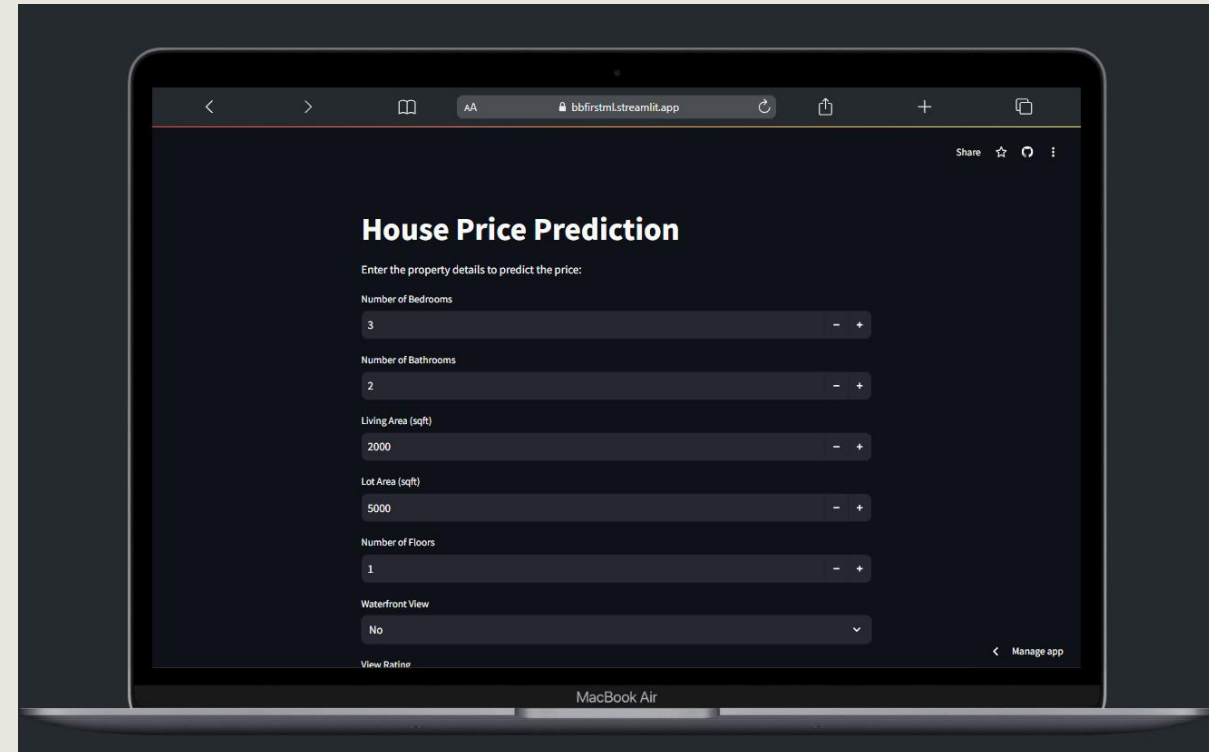 AA bbfirstml.streamlit.app
Share
House Price Prediction
Enter the property details to predict the price:
Number of Bedrooms
3 - +
Number of Bathrooms
2 - +
Living Area (sqft)
2000 - +
Lot Area (sqft)
5000 - +
Number of Floors
1 - +
Waterfront View
No
Manage app
View Rating
MacBook Air